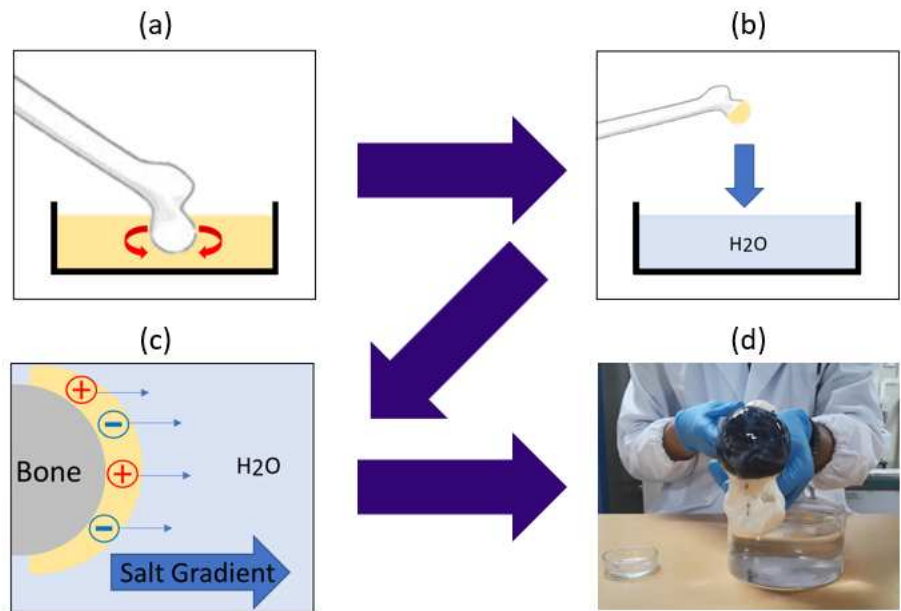 (a)
(b)
H2O
(c)
(d)
+
−
Bone
+
H2O
−
Salt Gradient